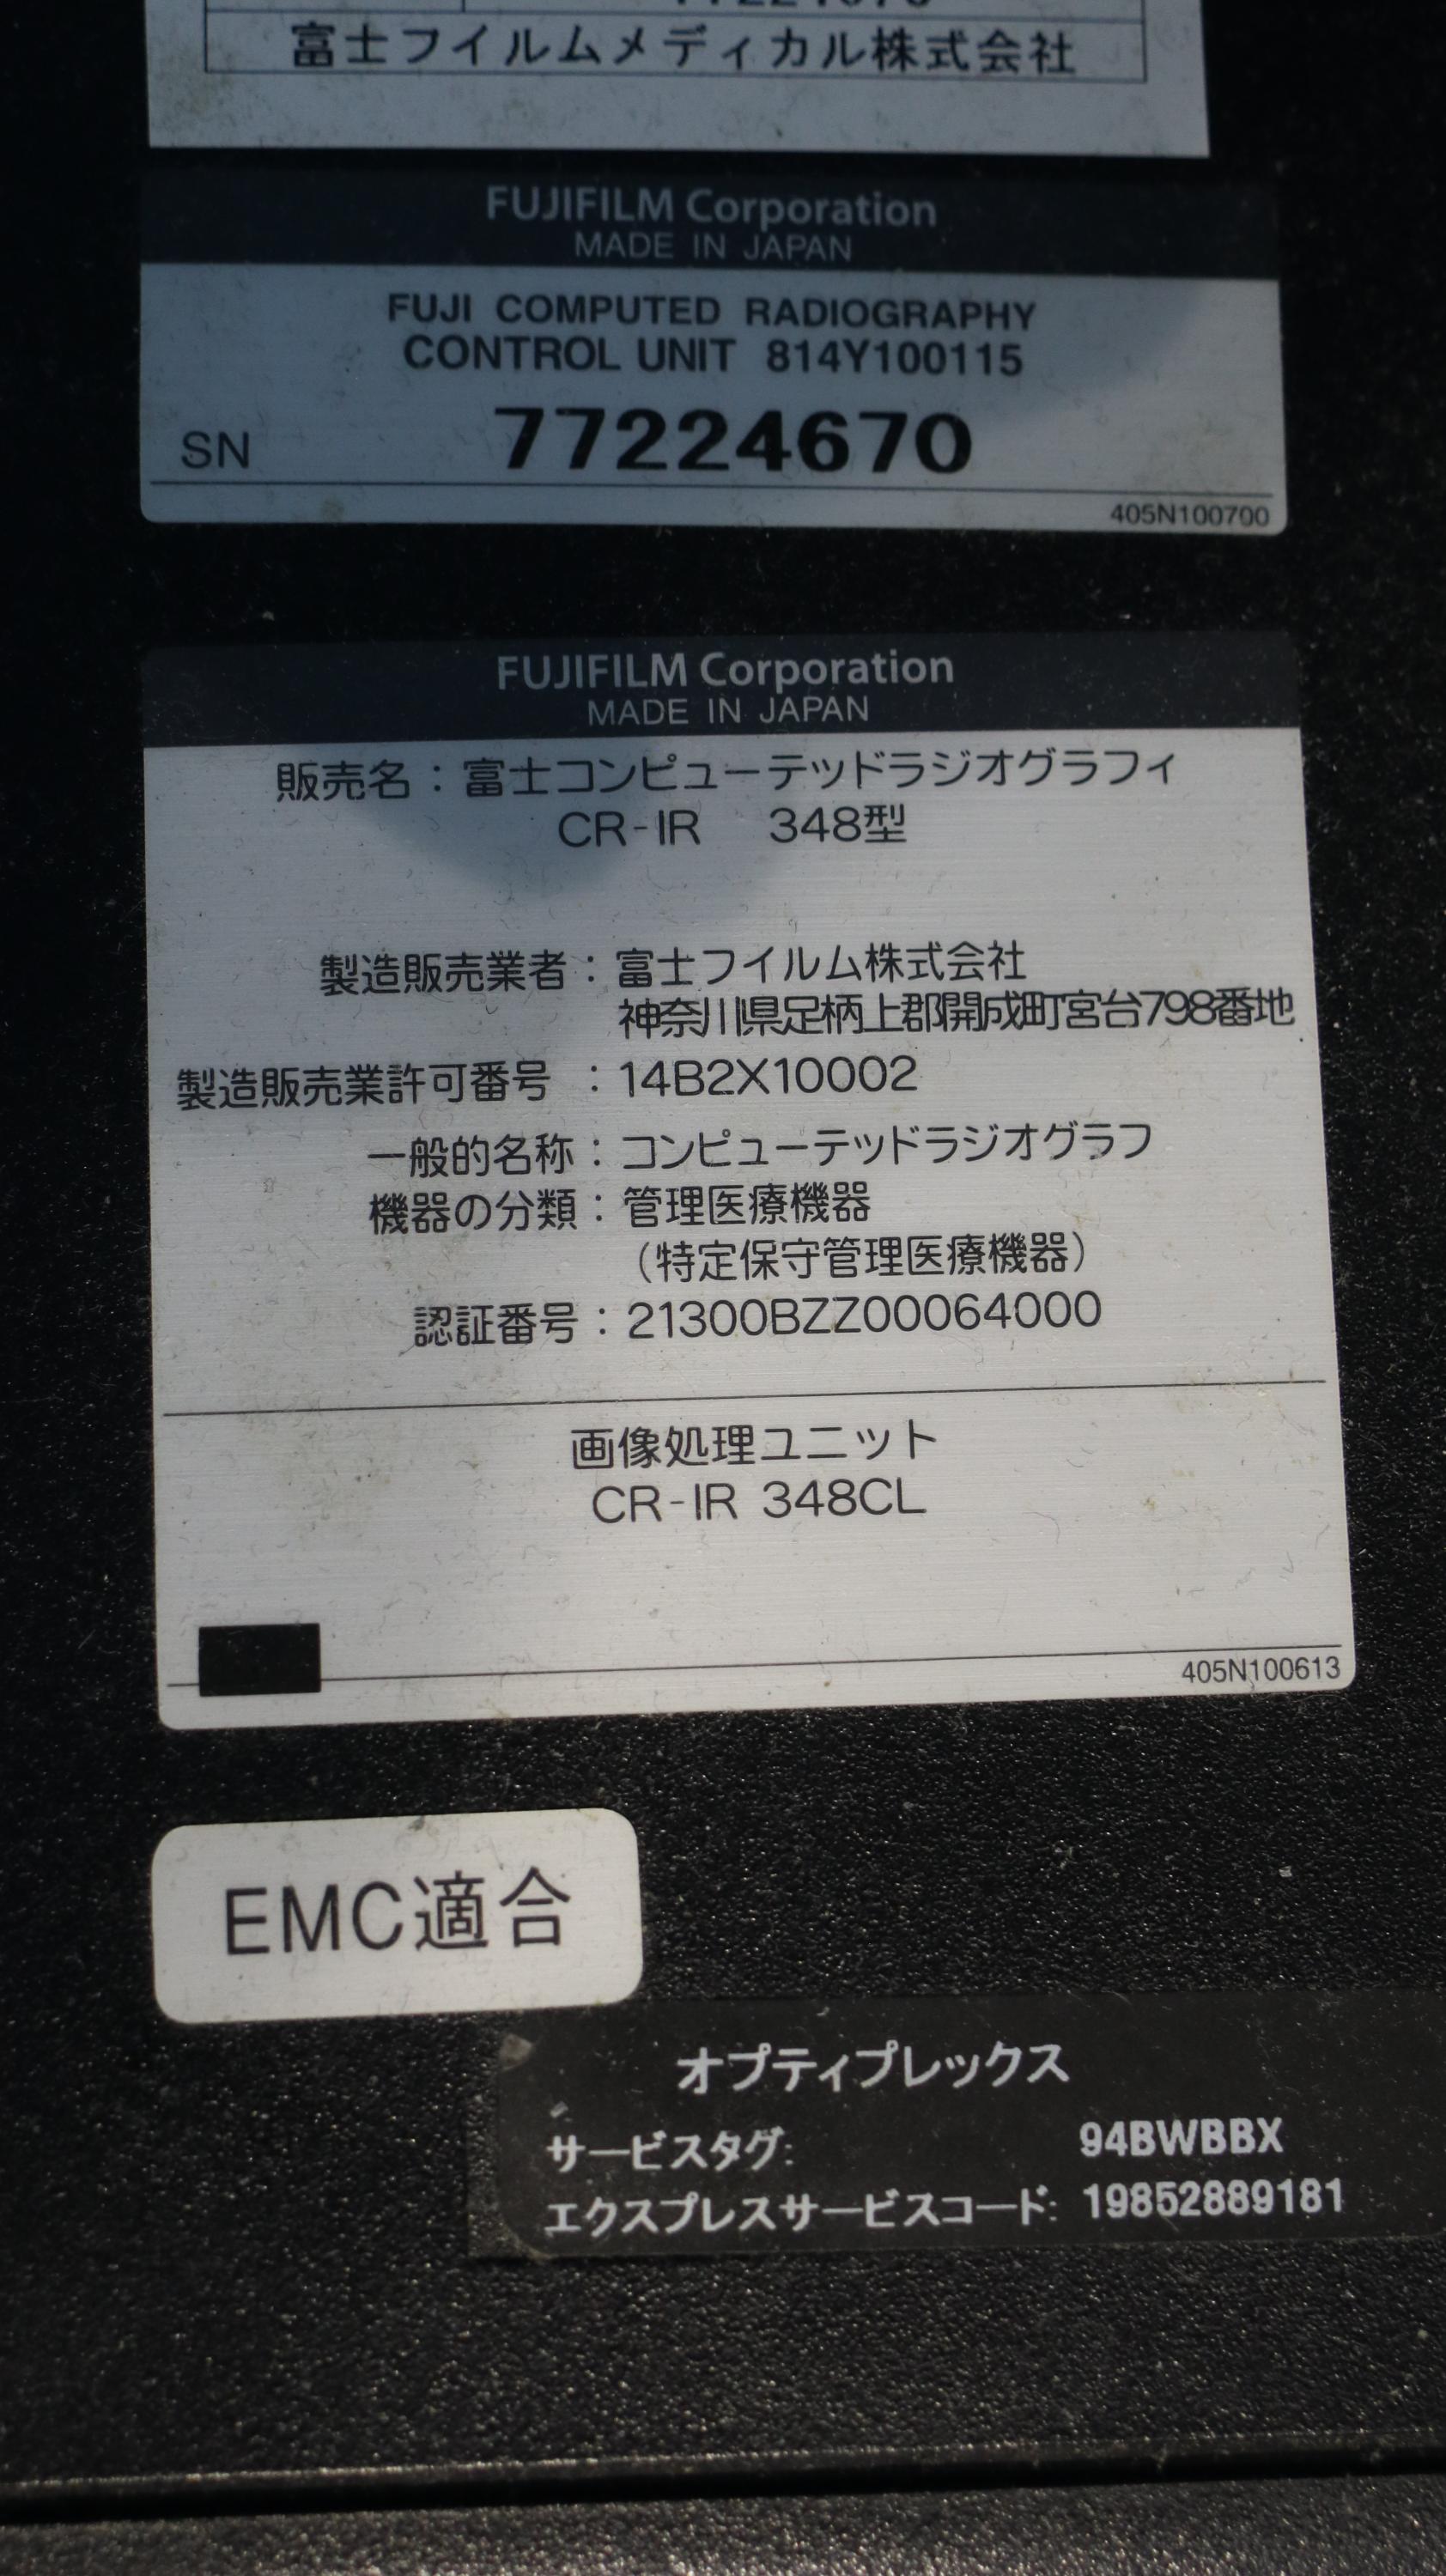 富士フイルムメディカル株式会社
FUJIFILM Corporation
MADE IN JAPAN
FUJI COMPUTED RADIOGRAPHY
CONTROL UNIT 814Y100115
SN 77224670
405N100700
FUJIFILM Corporation
MADE IN JAPAN
販売名：富士コンピューテッドラジオグラフィ
CR-IR 348型
製造販売業者：富士フイルム株式会社
神奈川県足柄上郡開成町宮台798番地
製造販売業許可番号 ：14B2X10002
一般的名称：コンピューテッドラジオグラフ
機器の分類：管理医療機器
（特定保守管理医療機器）
認証番号：21300BZZ00064000
画像処理ユニット
CR-IR 348CL
405N100613
EMC適合
オプティプレックス
サービスタグ: 94BWBBX
エクスプレスサービスコード: 19852889181